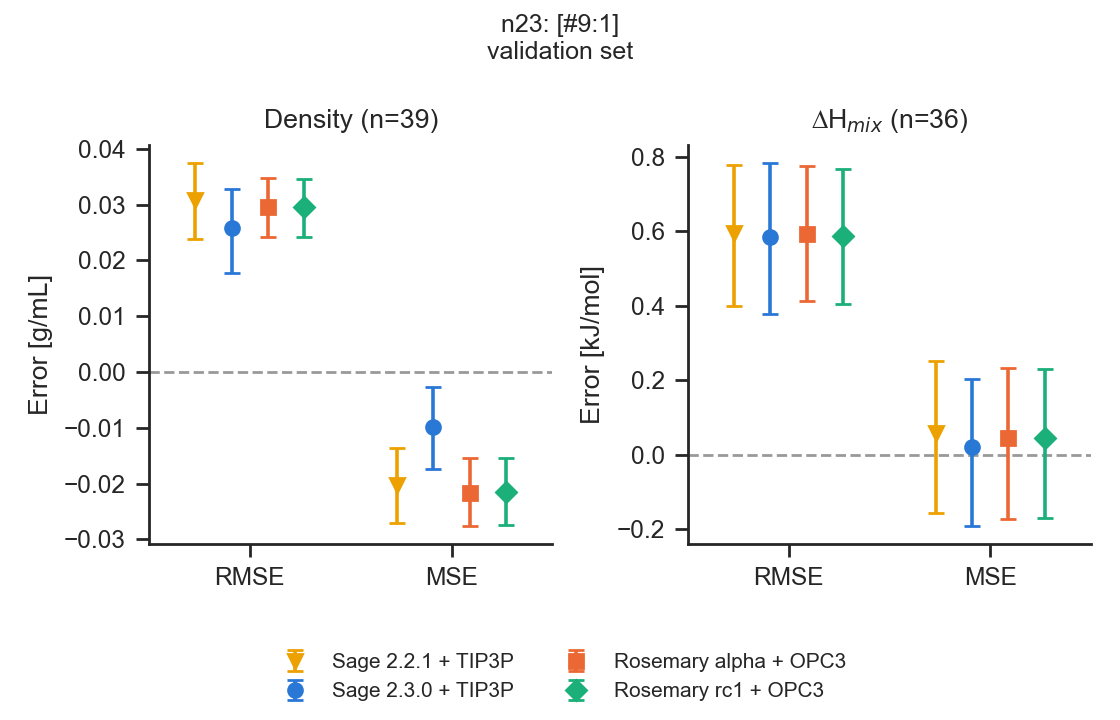 n23: [#9:1]
validation set
Density (n=39)
ΔH_mix (n=36)
Error [g/mL]
0.04
0.03
0.02
0.01
0.00
−0.01
−0.02
−0.03
RMSE
MSE
Error [kJ/mol]
0.8
0.6
0.4
0.2
0.0
−0.2
RMSE
MSE
Sage 2.2.1 + TIP3P
Sage 2.3.0 + TIP3P
Rosemary alpha + OPC3
Rosemary rc1 + OPC3